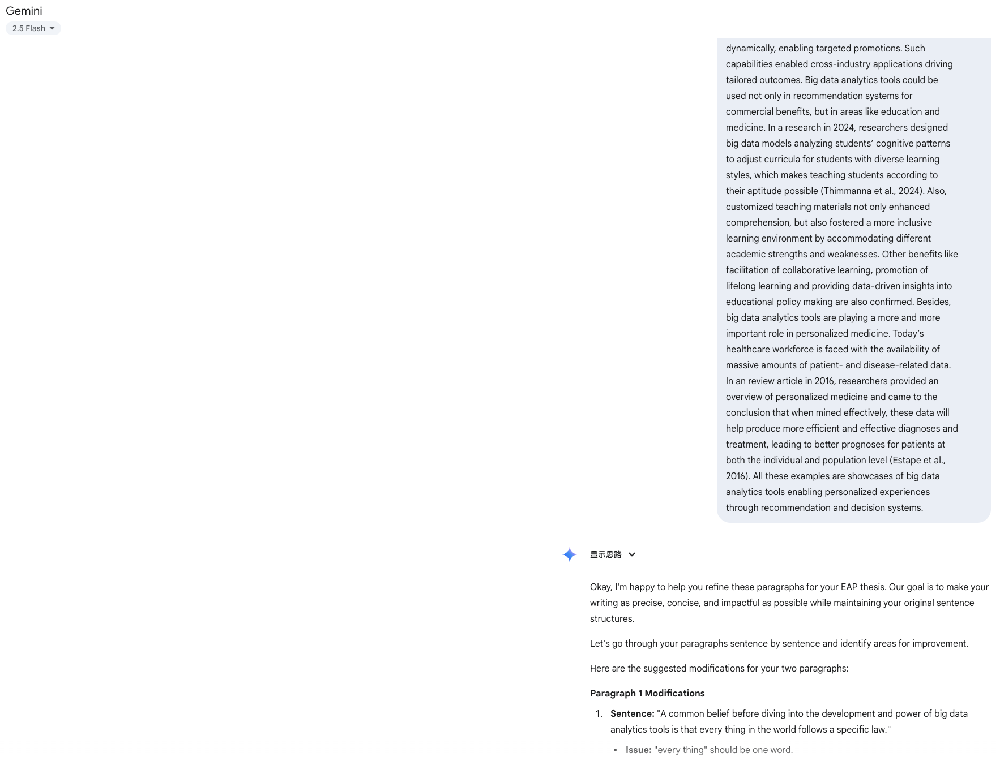 Gemini
2.5 Flash
dynamically, enabling targeted promotions. Such
capabilities enabled cross-industry applications driving
tailored outcomes. Big data analytics tools could be
used not only in recommendation systems for
commercial benefits, but in areas like education and
medicine. In a research in 2024, researchers designed
big data models analyzing students’ cognitive patterns
to adjust curricula for students with diverse learning
styles, which makes teaching students according to
their aptitude possible (Thimmanna et al., 2024). Also,
customized teaching materials not only enhanced
comprehension, but also fostered a more inclusive
learning environment by accommodating different
academic strengths and weaknesses. Other benefits like
facilitation of collaborative learning, promotion of
lifelong learning and providing data-driven insights into
educational policy making are also confirmed. Besides,
big data analytics tools are playing a more and more
important role in personalized medicine. Today’s
healthcare workforce is faced with the availability of
massive amounts of patient- and disease-related data.
In an review article in 2016, researchers provided an
overview of personalized medicine and came to the
conclusion that when mined effectively, these data will
help produce more efficient and effective diagnoses and
treatment, leading to better prognoses for patients at
both the individual and population level (Estape et al.,
2016). All these examples are showcases of big data
analytics tools enabling personalized experiences
through recommendation and decision systems.
显示思路
Okay, I'm happy to help you refine these paragraphs for your EAP thesis. Our goal is to make your
writing as precise, concise, and impactful as possible while maintaining your original sentence
structures.
Let's go through your paragraphs sentence by sentence and identify areas for improvement.
Here are the suggested modifications for your two paragraphs:
Paragraph 1 Modifications
1. Sentence: "A common belief before diving into the development and power of big data
analytics tools is that every thing in the world follows a specific law."
• Issue: "every thing" should be one word.